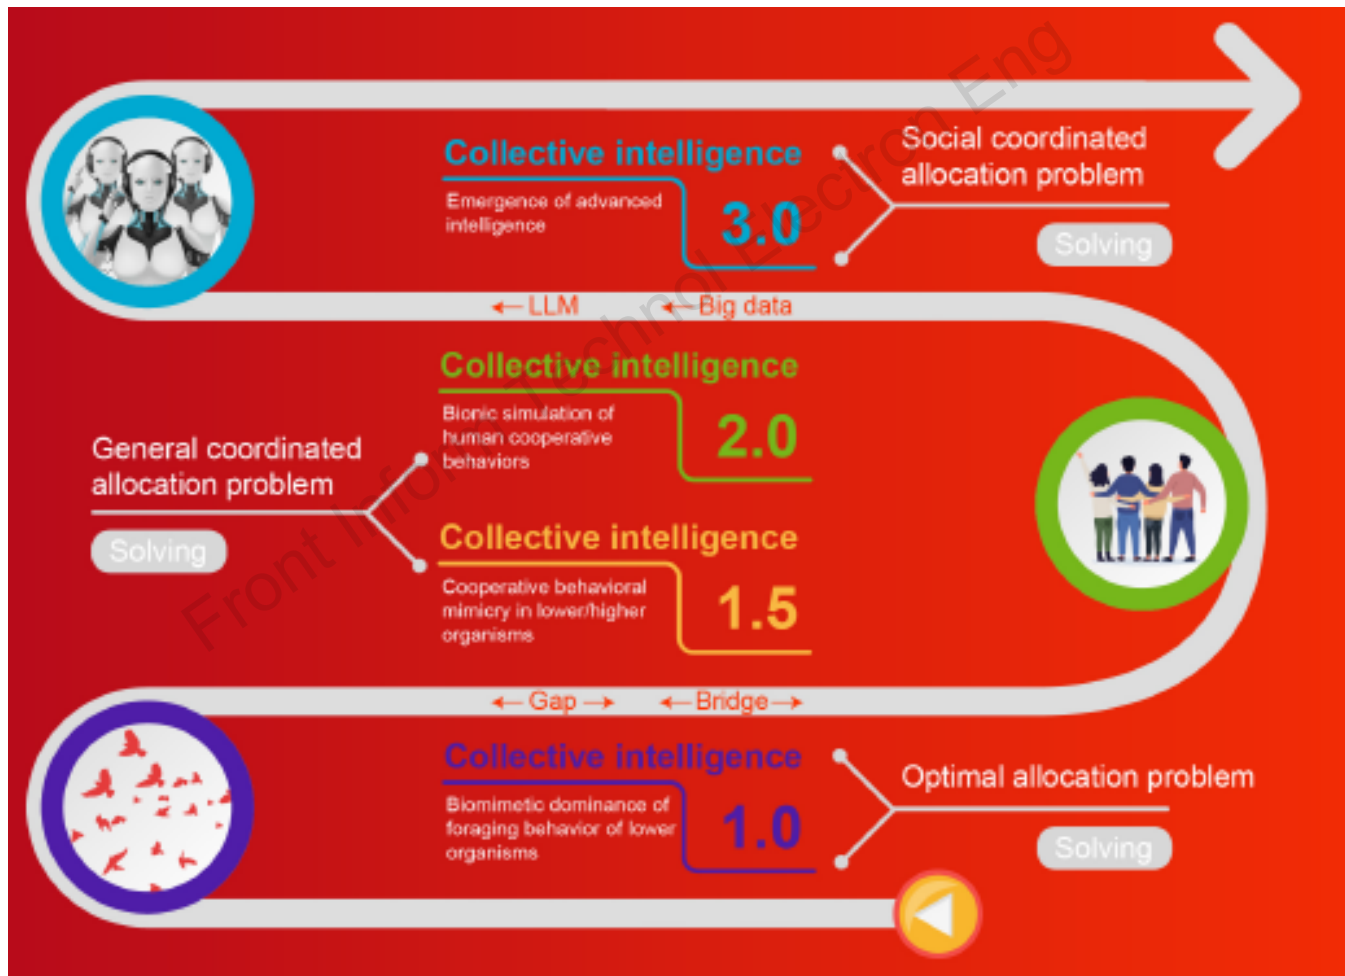 Collective intelligence
3.0
Emergence of advanced
intelligence
Social coordinated
allocation problem
Solving
←LLM ←Big data
Collective intelligence
2.0
Bionic simulation of
human cooperative
behaviors
General coordinated
allocation problem
Solving
Collective intelligence
1.5
Cooperative behavioral
mimicry in lower/higher
organisms
←Gap→ ←Bridge→
Collective intelligence
1.0
Biomimetic dominance of
foraging behavior of lower
organisms
Optimal allocation problem
Solving
Front Inform Technol Electron Eng